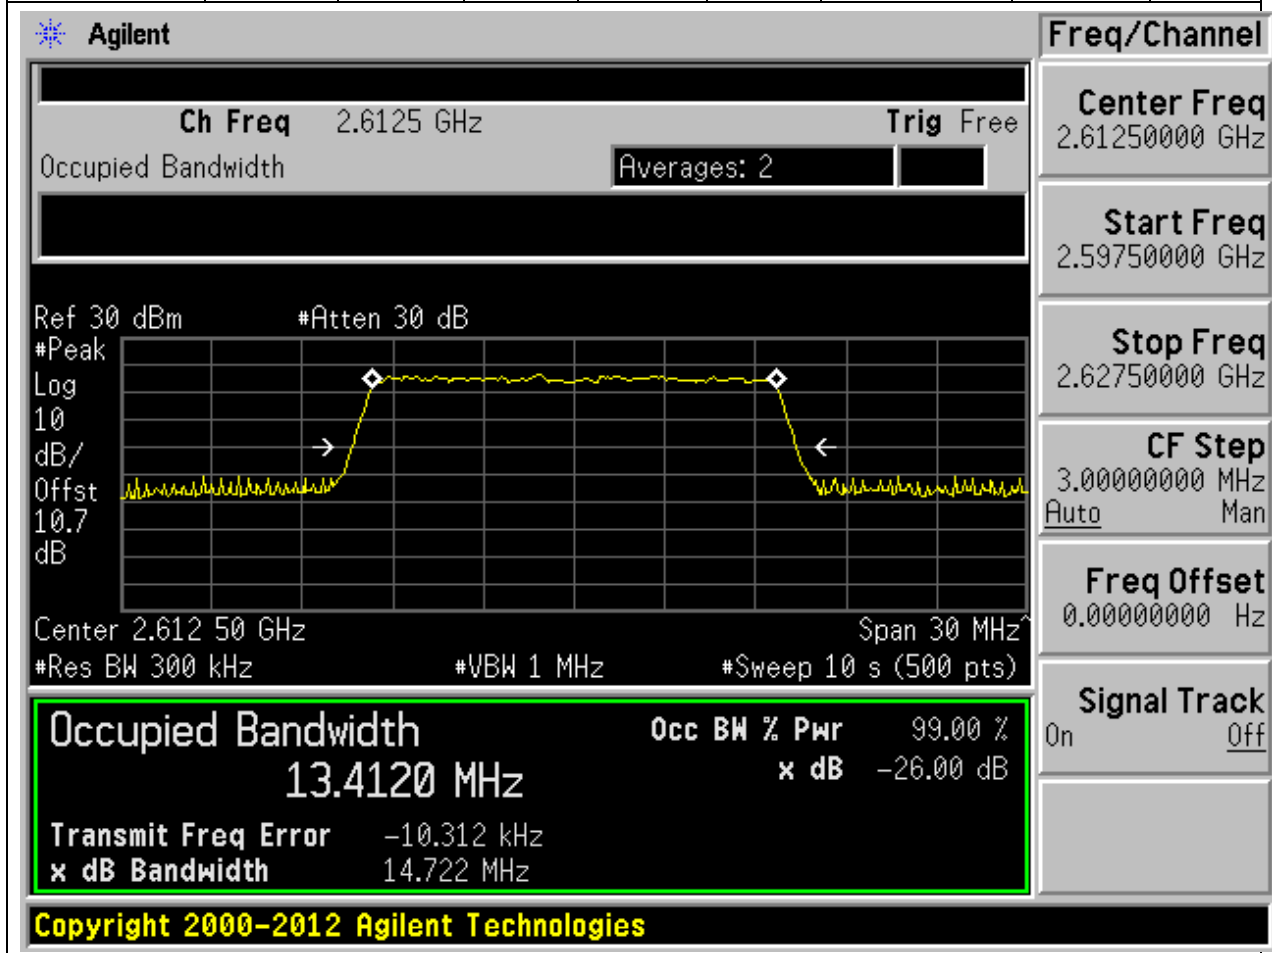 Agilent
Freq/Channel
Ch Freq 2.6125 GHz Trig Free
Occupied Bandwidth Averages: 2
Center Freq
2.61250000 GHz
Start Freq
2.59750000 GHz
Stop Freq
2.62750000 GHz
CF Step
3.00000000 MHz
Auto Man
Freq Offset
0.00000000 Hz
Signal Track
On Off
Ref 30 dBm #Atten 30 dB
#Peak
Log
10
dB/
Offst
10.7
dB
Center 2.612 50 GHz Span 30 MHz^
#Res BW 300 kHz #VBW 1 MHz #Sweep 10 s (500 pts)
Occupied Bandwidth Occ BW % Pwr 99.00 %
13.4120 MHz x dB -26.00 dB
Transmit Freq Error -10.312 kHz
x dB Bandwidth 14.722 MHz
Copyright 2000-2012 Agilent Technologies